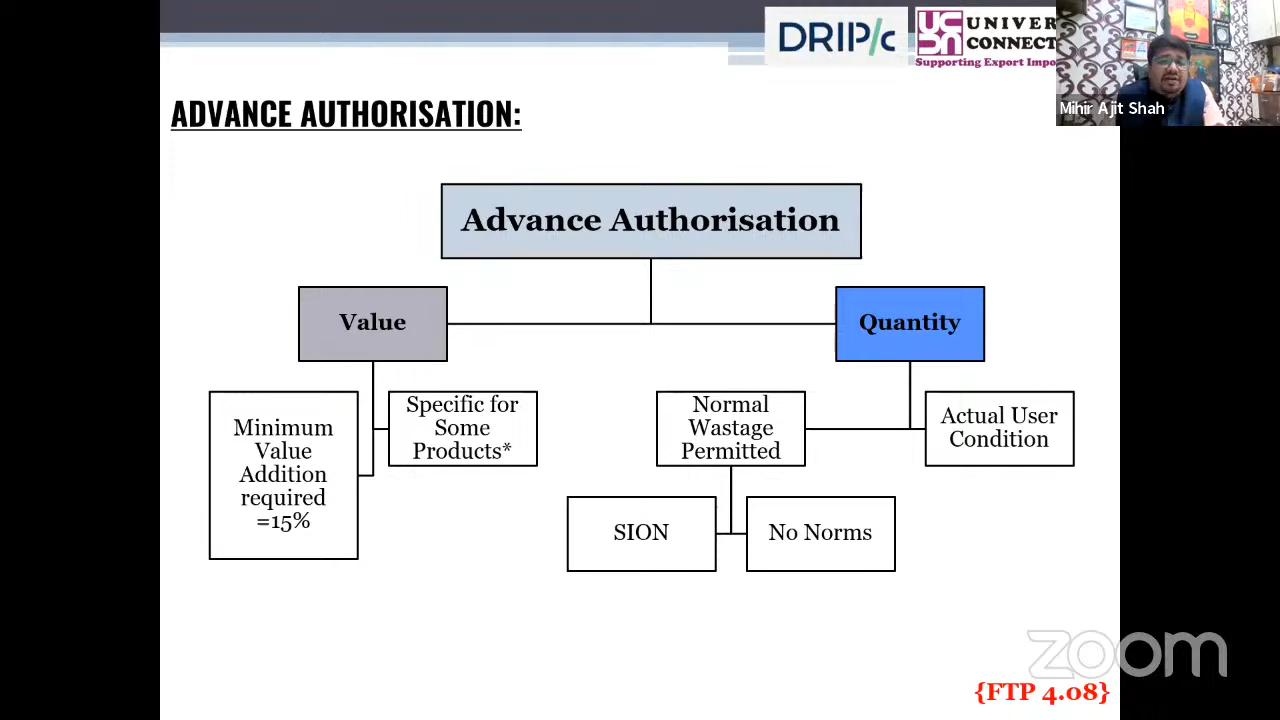 DRIP/c
UCDN UNIVER
CONNECT
Supporting Export Impo
Mihir Ajit Shah
ADVANCE AUTHORISATION:
Advance Authorisation
Value
Quantity
Minimum
Value
Addition
required
=15%
Specific for
Some
Products*
Normal
Wastage
Permitted
Actual User
Condition
SION
No Norms
zoom
{FTP 4.08}